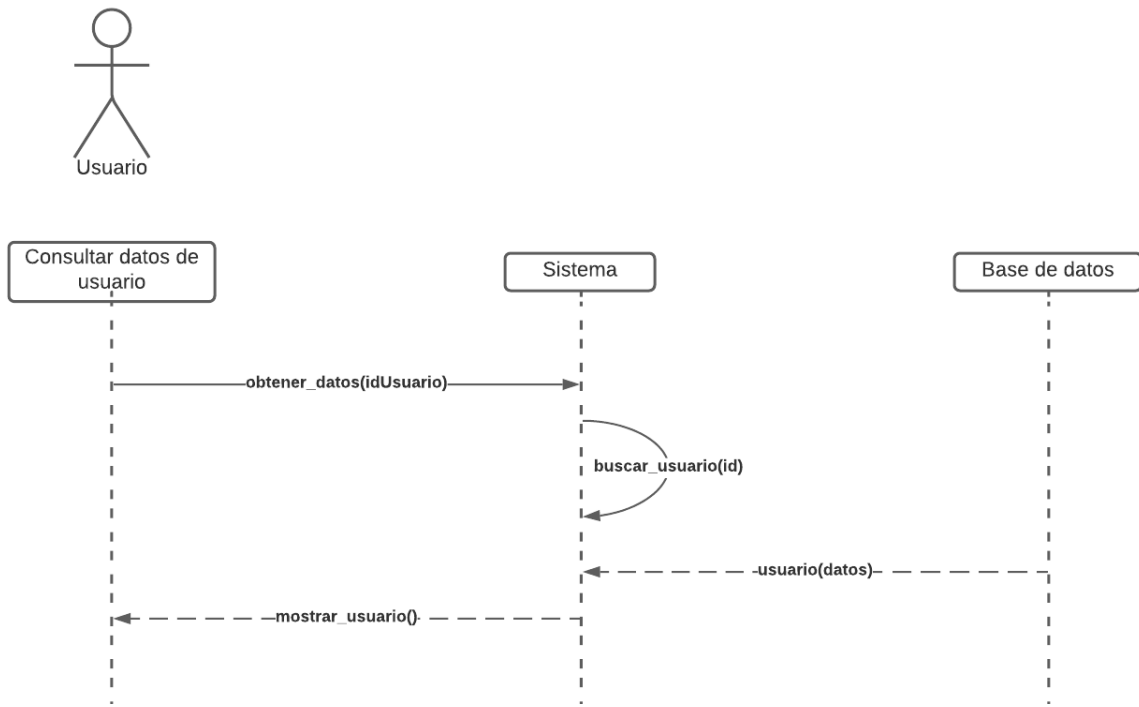 Usuario
Consultar datos de
usuario
Sistema
Base de datos
obtener_datos(idUsuario)
buscar_usuario(id)
usuario(datos)
mostrar_usuario()